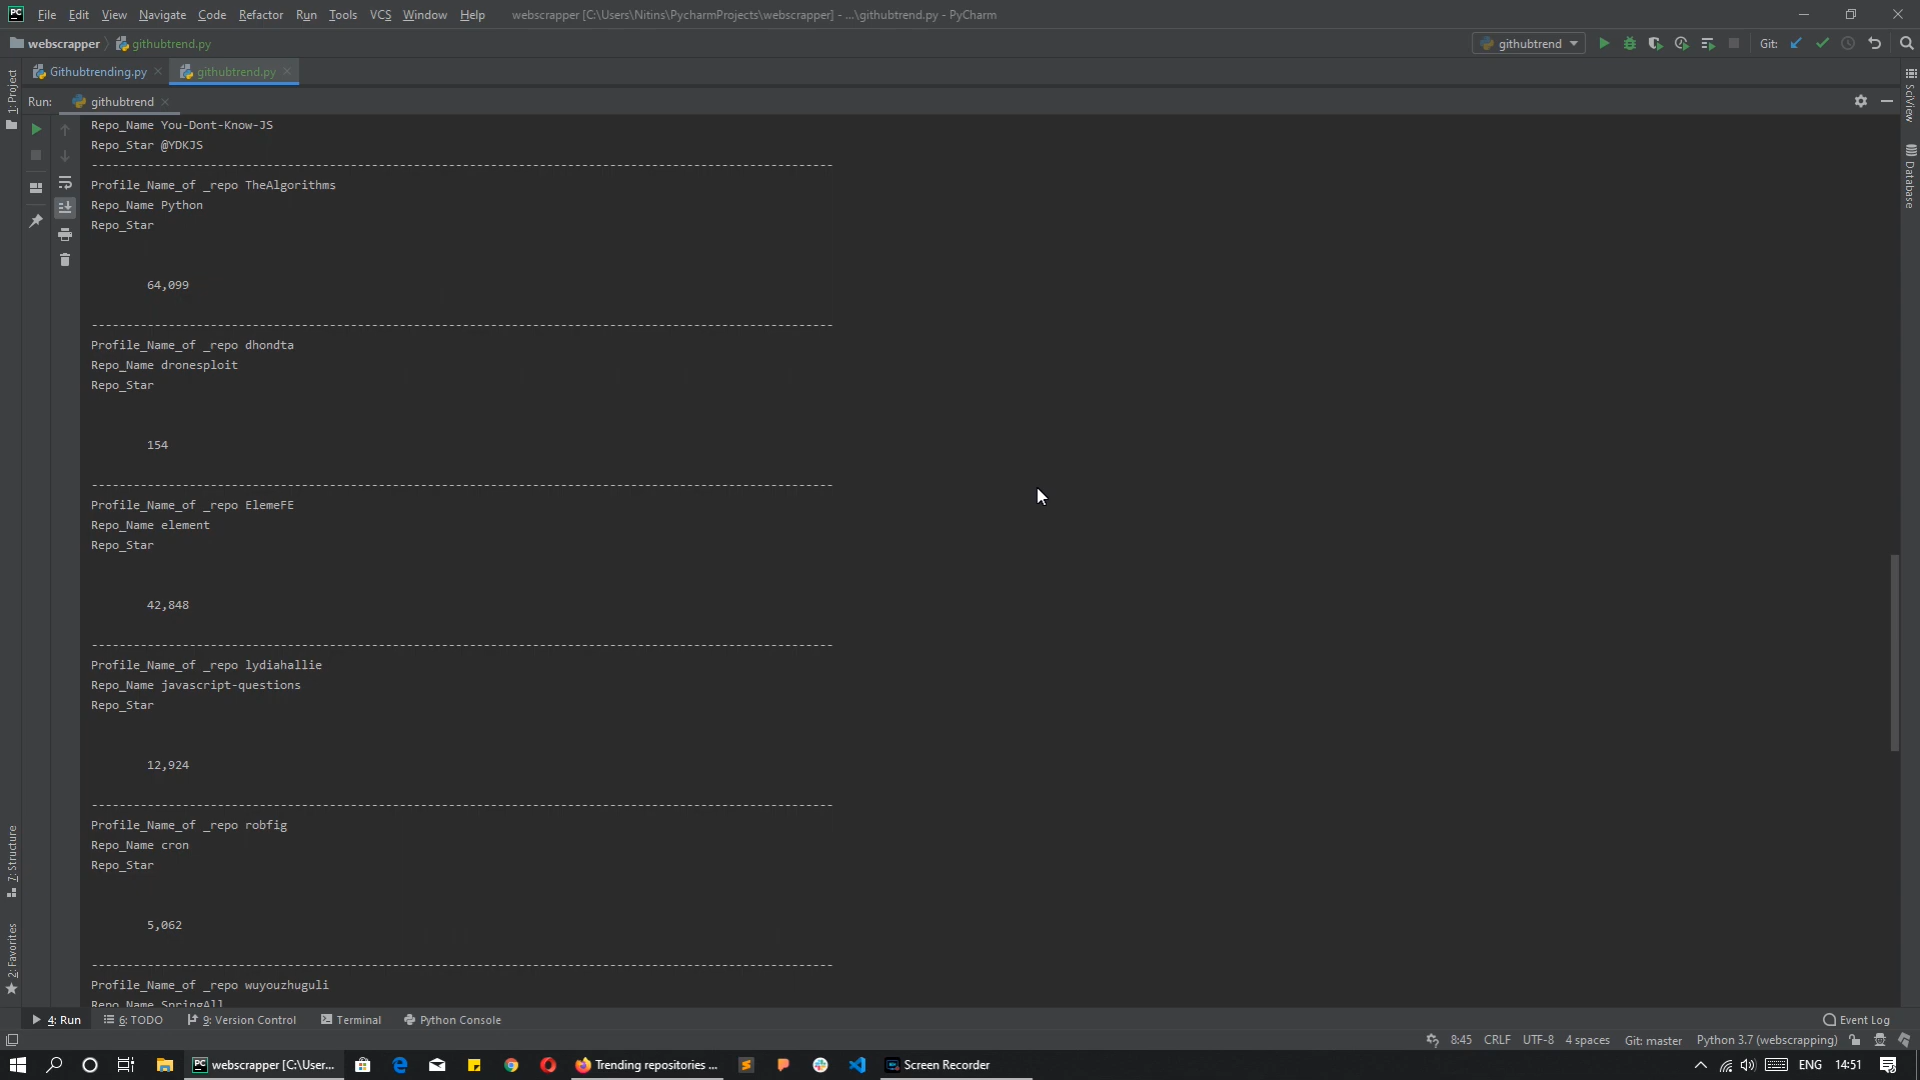 PC File Edit View Navigate Code Refactor Run Tools VCS Window Help webscrapper [C:\Users\Nitins\PycharmProjects\webscrapper] - ...\githubtrend.py - PyCharm
webscrapper githubtrend.py githubtrend Git:
Githubtrending.py githubtrend.py
Run: githubtrend
1: Project
SciView
Database
Repo_Name You-Dont-Know-JS
Repo_Star @YDKJS
----------------------------------------------------------------------------------------------------------
Profile_Name_of _repo TheAlgorithms
Repo_Name Python
Repo_Star
64,099
----------------------------------------------------------------------------------------------------------
Profile_Name_of _repo dhondta
Repo_Name dronesploit
Repo_Star
154
----------------------------------------------------------------------------------------------------------
Profile_Name_of _repo ElemeFE
Repo_Name element
Repo_Star
42,848
----------------------------------------------------------------------------------------------------------
Profile_Name_of _repo lydiahallie
Repo_Name javascript-questions
Repo_Star
12,924
----------------------------------------------------------------------------------------------------------
Profile_Name_of _repo robfig
Repo_Name cron
Repo_Star
5,062
----------------------------------------------------------------------------------------------------------
Profile_Name_of _repo wuyouzhuguli
Repo_Name SpringAll
7: Structure
2: Favorites
4: Run 6: TODO 9: Version Control Terminal Python Console Event Log
8:45 CRLF UTF-8 4 spaces Git: master Python 3.7 (webscrapping)
PC webscrapper [C:\User... Trending repositories ... Screen Recorder ENG 14:51